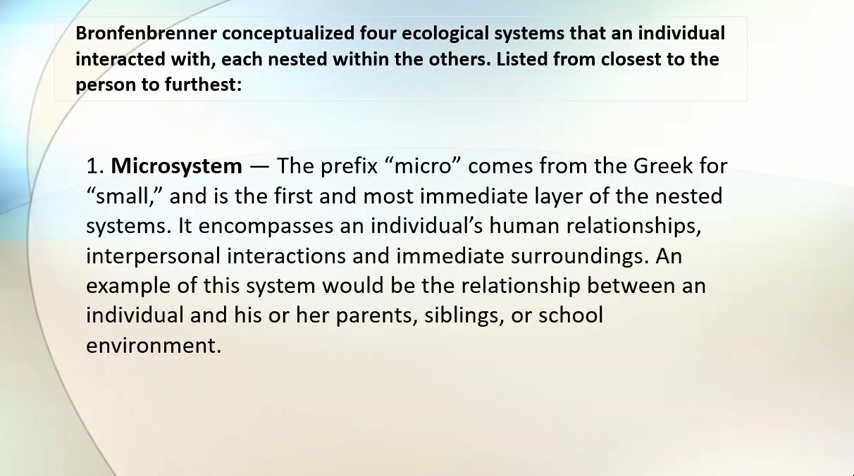 Bronfenbrenner conceptualized four ecological systems that an individual
interacted with, each nested within the others. Listed from closest to the
person to furthest:
1. Microsystem — The prefix “micro” comes from the Greek for
“small,” and is the first and most immediate layer of the nested
systems. It encompasses an individual’s human relationships,
interpersonal interactions and immediate surroundings. An
example of this system would be the relationship between an
individual and his or her parents, siblings, or school
environment.